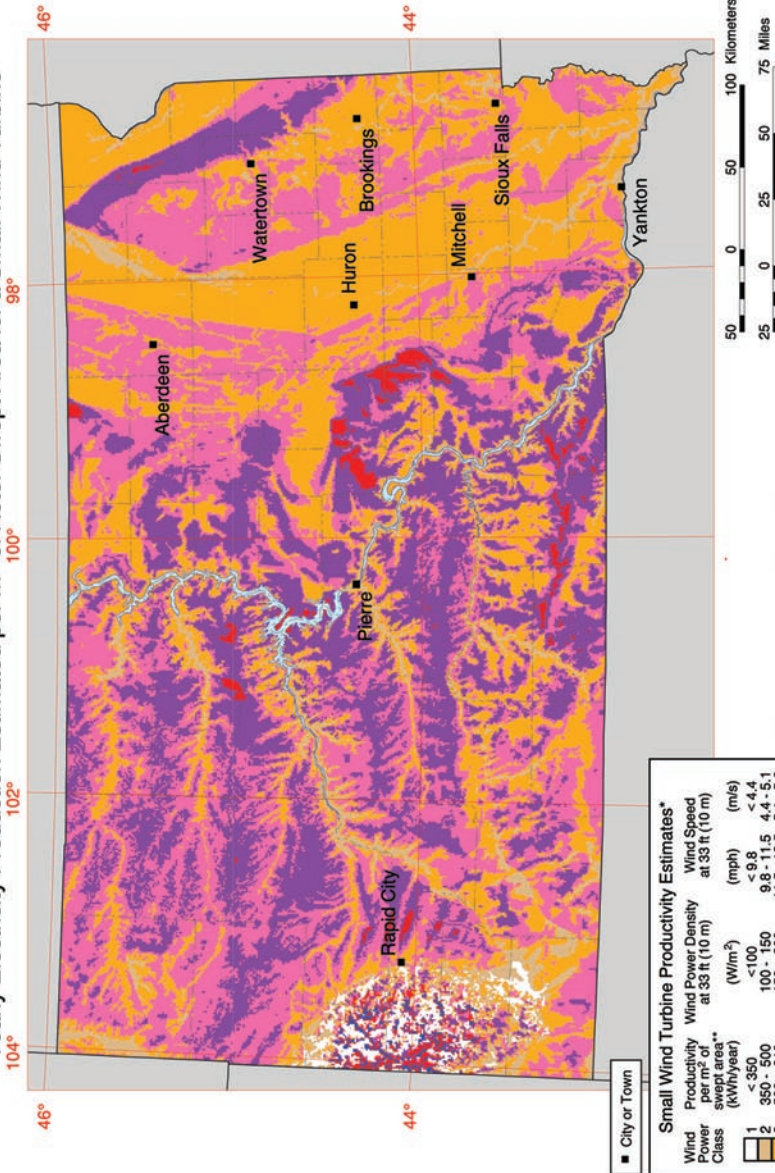 104° 102° 100° 98°
46° 46°
Aberdeen
Watertown
Brookings
Huron
Pierre
Rapid City
Mitchell
Sioux Falls
Yankton
44° 44°
■ City or Town
50 0 50 100 Kilometers
25 0 25 50 75 Miles
Small Wind Turbine Productivity Estimates*
Wind Productivity Wind Power Density Wind Speed
Power per m² of at 33 ft (10 m) at 33 ft (10 m)
Class swept area**
(kWh/year) (W/m²) (mph) (m/s)
1 < 350 <100 < 9.8 < 4.4
2 350 - 500 100 - 150 9.8 - 11.5 4.4 - 5.1